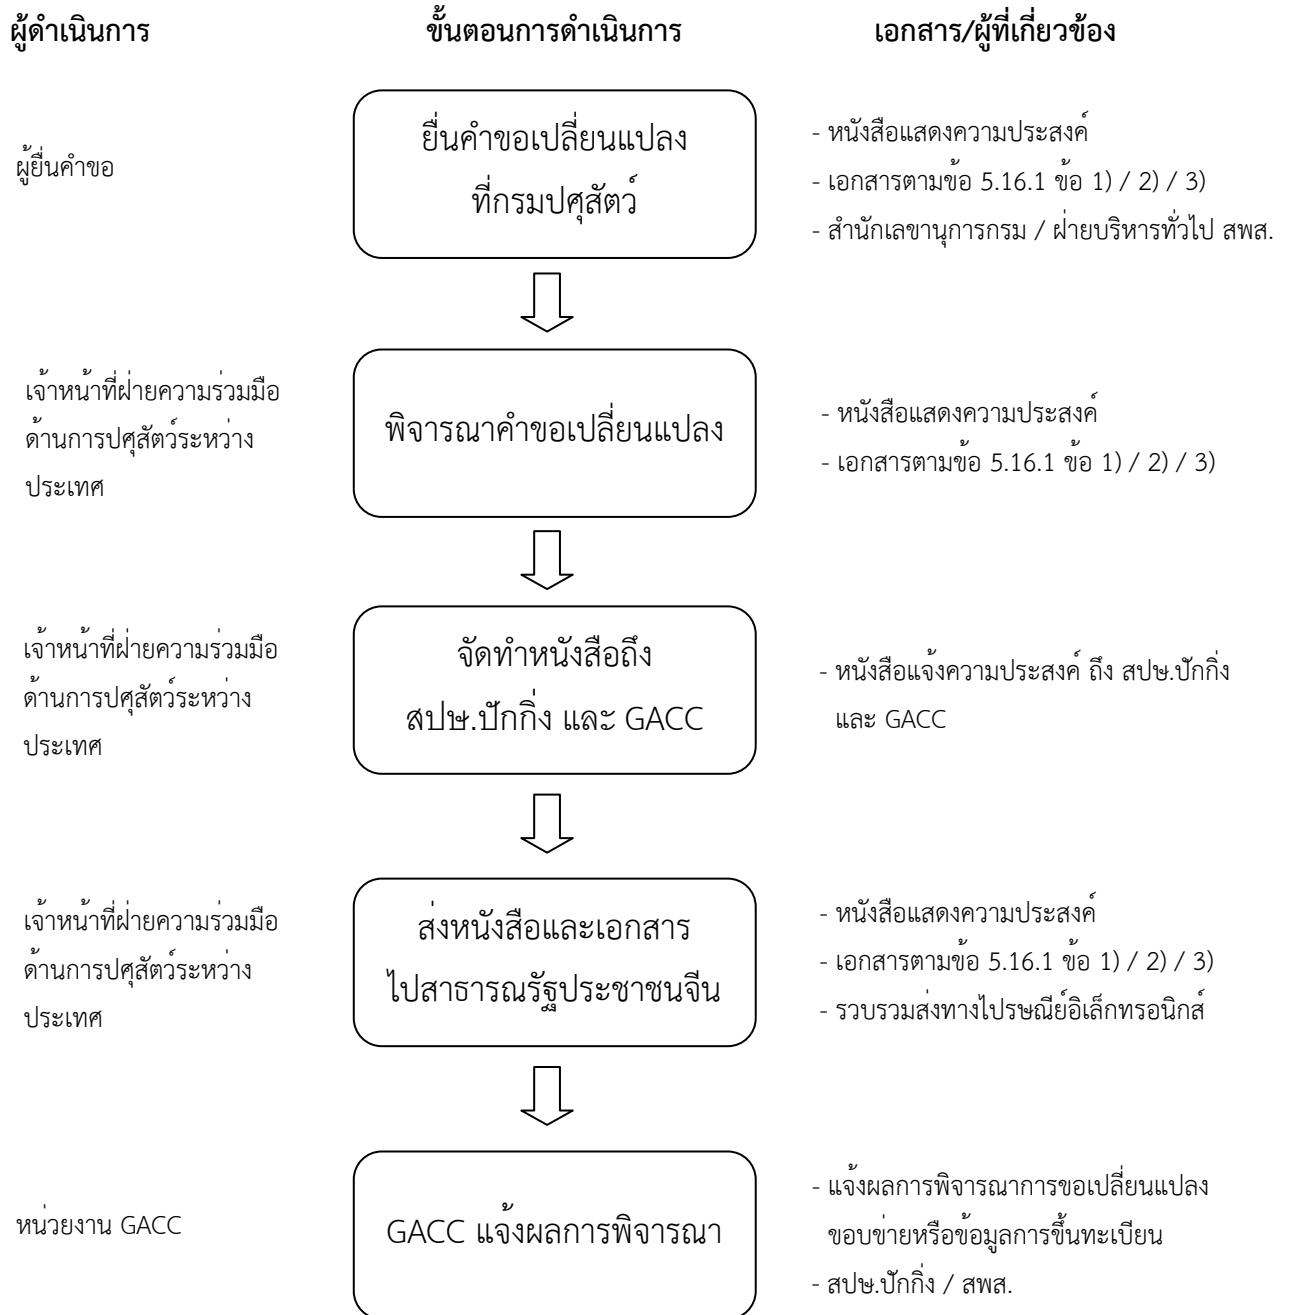 ผู้ดำเนินการ
ขั้นตอนการดำเนินการ
เอกสาร/ผู้ที่เกี่ยวข้อง
ผู้ยื่นคำขอ
ยื่นคำขอเปลี่ยนแปลง
ที่กรมปศุสัตว์
- หนังสือแสดงความประสงค์
- เอกสารตามข้อ 5.16.1 ข้อ 1) / 2) / 3)
- สำนักเลขานุการกรม / ฝ่ายบริหารทั่วไป สพส.
เจ้าหน้าที่ฝ่ายความร่วมมือ
ด้านการปศุสัตว์ระหว่าง
ประเทศ
พิจารณาคำขอเปลี่ยนแปลง
- หนังสือแสดงความประสงค์
- เอกสารตามข้อ 5.16.1 ข้อ 1) / 2) / 3)
เจ้าหน้าที่ฝ่ายความร่วมมือ
ด้านการปศุสัตว์ระหว่าง
ประเทศ
จัดทำหนังสือถึง
สปษ.ปักกิ่ง และ GACC
- หนังสือแจ้งความประสงค์ ถึง สปษ.ปักกิ่ง
และ GACC
เจ้าหน้าที่ฝ่ายความร่วมมือ
ด้านการปศุสัตว์ระหว่าง
ประเทศ
ส่งหนังสือและเอกสาร
ไปสาธารณรัฐประชาชนจีน
- หนังสือแสดงความประสงค์
- เอกสารตามข้อ 5.16.1 ข้อ 1) / 2) / 3)
- รวบรวมส่งทางไปรษณีย์อิเล็กทรอนิกส์
หน่วยงาน GACC
GACC แจ้งผลการพิจารณา
- แจ้งผลการพิจารณาการขอเปลี่ยนแปลง
ขอบข่ายหรือข้อมูลการขึ้นทะเบียน
- สปษ.ปักกิ่ง / สพส.